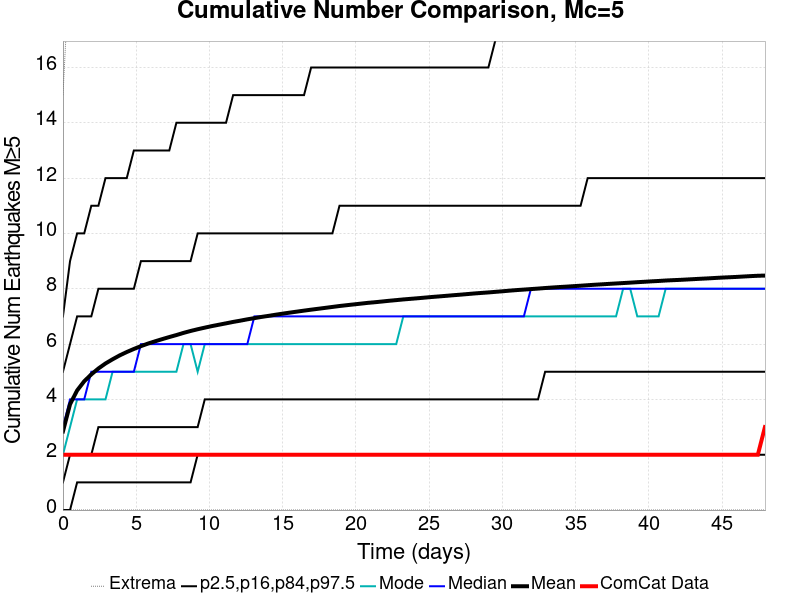 Cumulative Number Comparison, Mc=5
Cumulative Num Earthquakes M≥5
16
14
12
10
8
6
4
2
0
0 5 10 15 20 25 30 35 40 45
Time (days)
Extrema p2.5,p16,p84,p97.5 Mode Median Mean ComCat Data